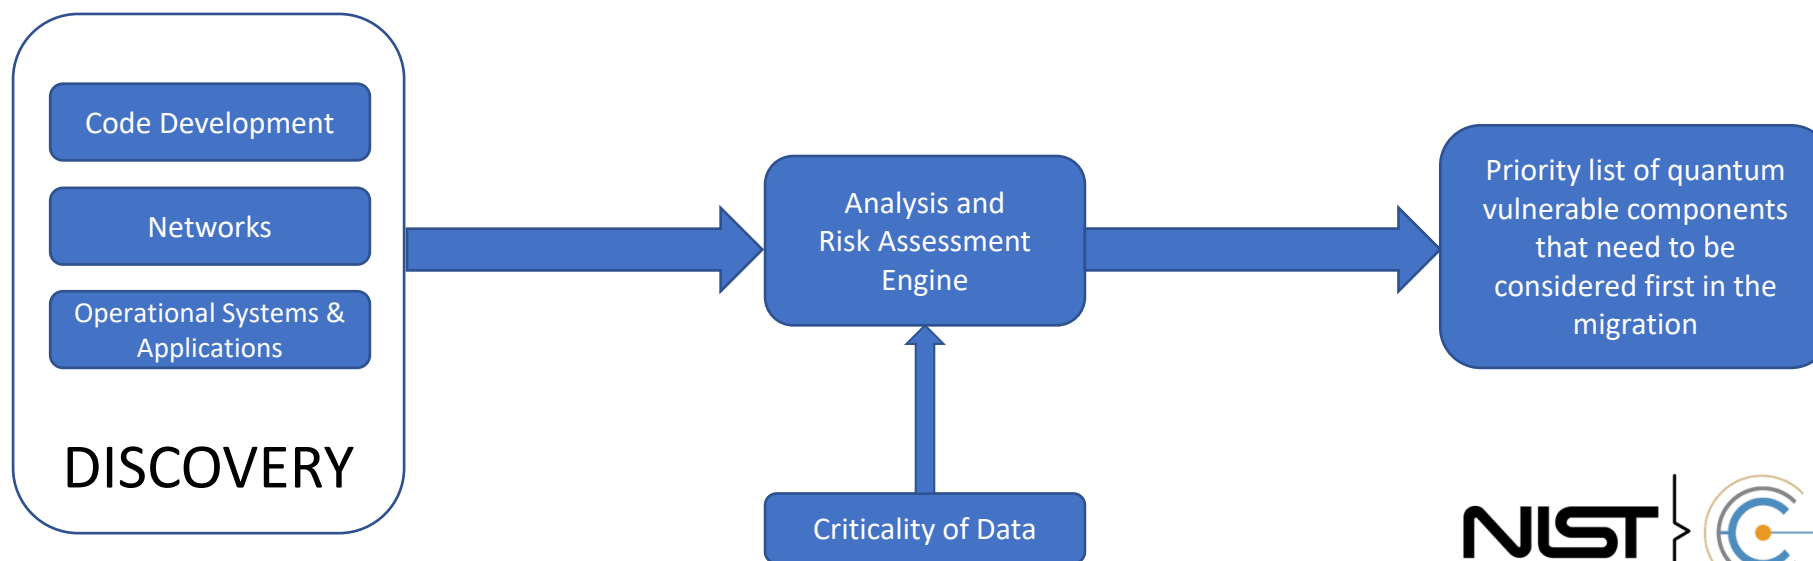 Code Development
Networks
Operational Systems &
Applications
DISCOVERY
Analysis and
Risk Assessment
Engine
Criticality of Data
Priority list of quantum
vulnerable components
that need to be
considered first in the
migration
NIST